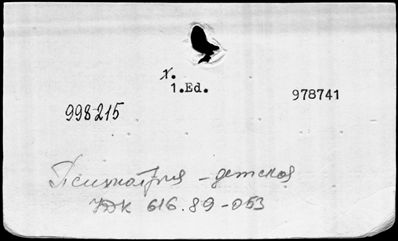 х.
1.Ed.
978741
998215
Психиатрия - детская
УДК 616.89-053